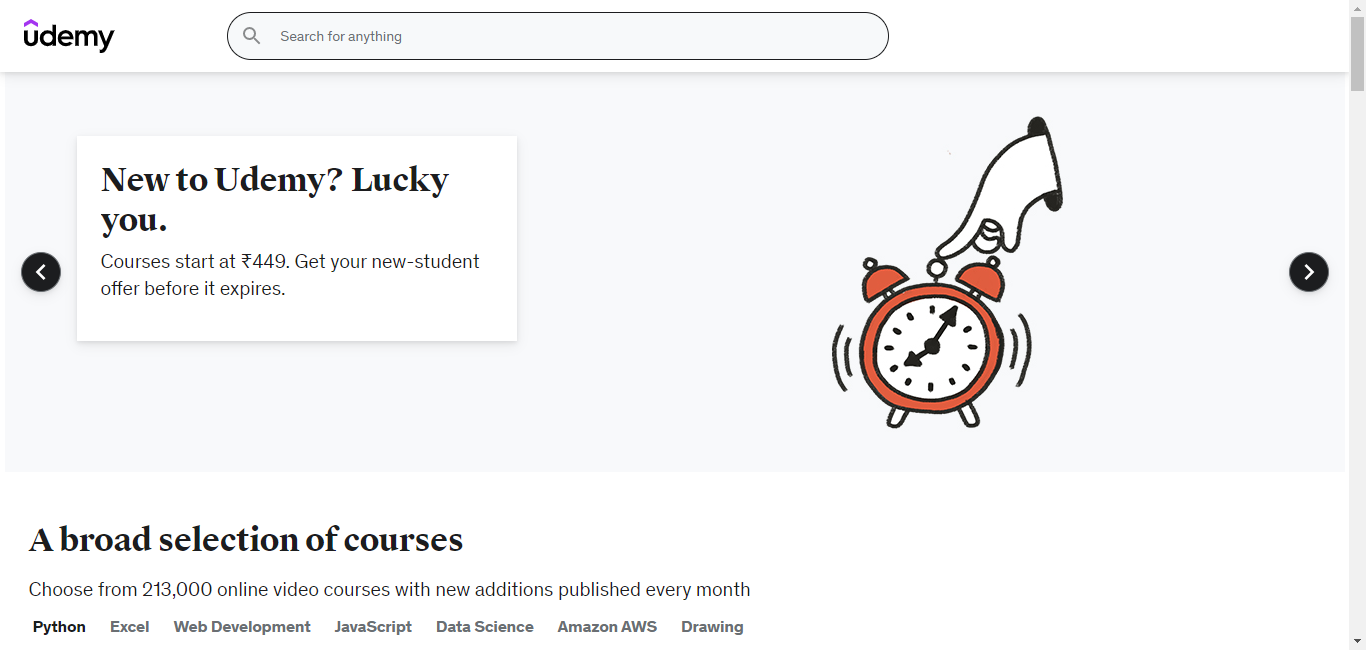 udemy
Search for anything
New to Udemy? Lucky
you.
Courses start at ₹449. Get your new-student
offer before it expires.
A broad selection of courses
Choose from 213,000 online video courses with new additions published every month
Python Excel Web Development JavaScript Data Science Amazon AWS Drawing